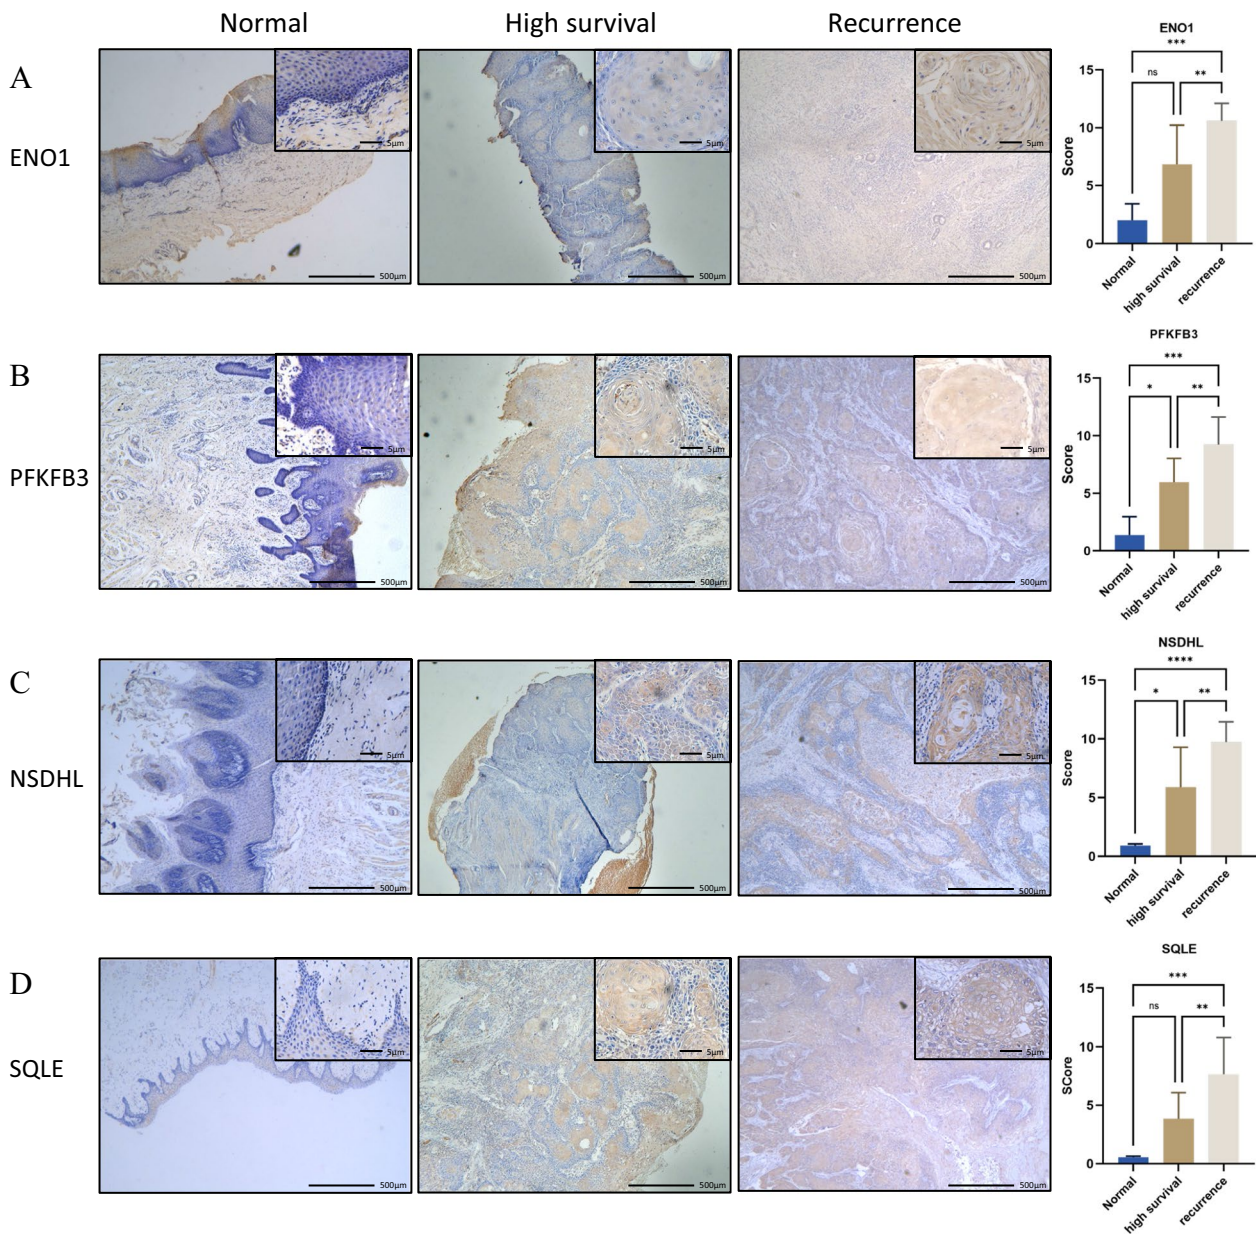 Normal
High survival
Recurrence
A
ENO1
5µm
500µm
5µm
500µm
5µm
500µm
ENO1
***
ns
**
Score
15
10
5
0
Normal
high survival
recurrence
B
PFKFB3
5µm
500µm
5µm
500µm
5µm
500µm
PFKFB3
***
*
**
Score
15
10
5
0
Normal
high survival
recurrence
C
NSDHL
5µm
500µm
5µm
500µm
5µm
500µm
NSDHL
****
*
**
Score
15
10
5
0
Normal
high survival
recurrence
D
SQLE
5µm
500µm
5µm
500µm
5µm
500µm
SQLE
***
ns
**
SCore
15
10
5
0
Normal
high survival
recurrence